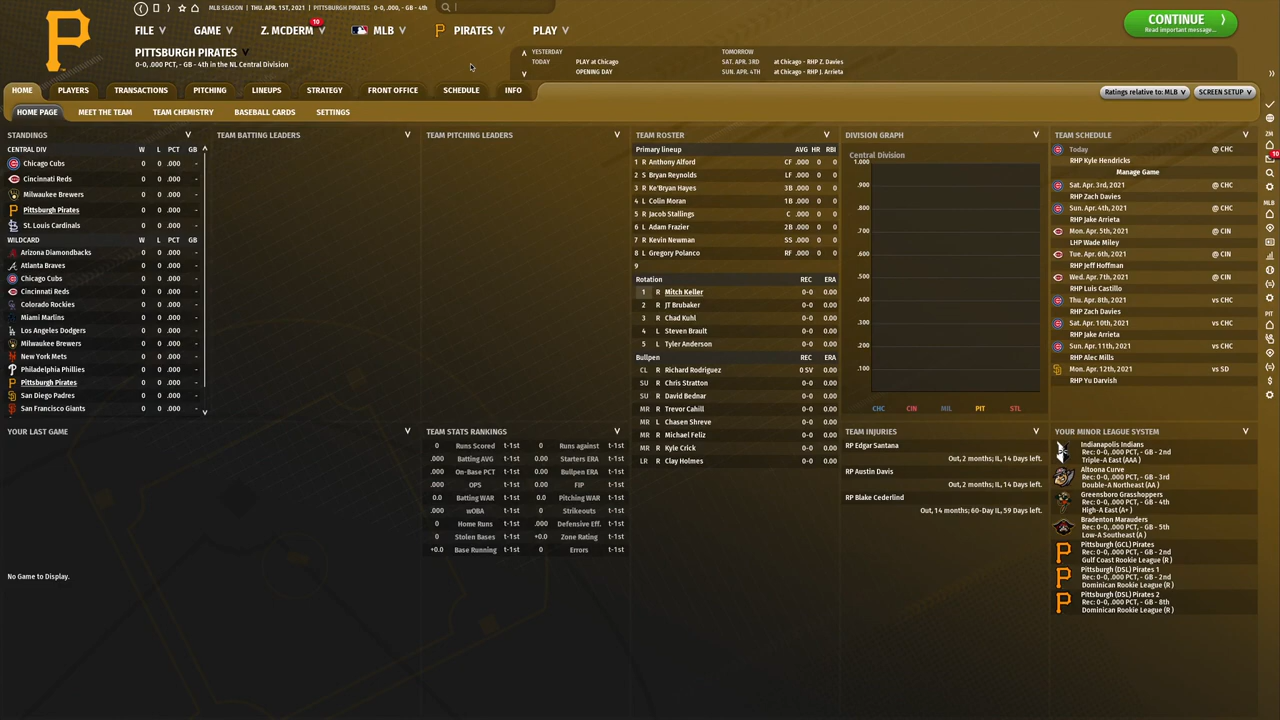 MLB SEASON | THU. APR. 1ST, 2021 | PITTSBURGH PIRATES 0-0, .000, - GB - 4th
FILE GAME Z. MCDERM 10 MLB PIRATES PLAY
CONTINUE
Read important message...
PITTSBURGH PIRATES
0-0, .000 PCT, - GB - 4th in the NL Central Division
YESTERDAY
TODAY PLAY at Chicago
OPENING DAY
TOMORROW
SAT. APR. 3RD at Chicago - RHP Z. Davies
SUN. APR. 4TH at Chicago - RHP J. Arrieta
HOME PLAYERS TRANSACTIONS PITCHING LINEUPS STRATEGY FRONT OFFICE SCHEDULE INFO
Ratings relative to: MLB SCREEN SETUP
HOME PAGE MEET THE TEAM TEAM CHEMISTRY BASEBALL CARDS SETTINGS
STANDINGS
CENTRAL DIV W L PCT GB
Chicago Cubs 0 0 .000 -
Cincinnati Reds 0 0 .000 -
Milwaukee Brewers 0 0 .000 -
Pittsburgh Pirates 0 0 .000 -
St. Louis Cardinals 0 0 .000 -
WILDCARD W L PCT GB
Arizona Diamondbacks 0 0 .000 -
Atlanta Braves 0 0 .000 -
Chicago Cubs 0 0 .000 -
Cincinnati Reds 0 0 .000 -
Colorado Rockies 0 0 .000 -
Miami Marlins 0 0 .000 -
Los Angeles Dodgers 0 0 .000 -
Milwaukee Brewers 0 0 .000 -
New York Mets 0 0 .000 -
Philadelphia Phillies 0 0 .000 -
Pittsburgh Pirates 0 0 .000 -
San Diego Padres 0 0 .000 -
San Francisco Giants 0 0 .000 -
TEAM BATTING LEADERS
TEAM PITCHING LEADERS
TEAM ROSTER
Primary lineup AVG HR RBI
1 R Anthony Alford CF .000 0 0
2 S Bryan Reynolds LF .000 0 0
3 R Ke'Bryan Hayes 3B .000 0 0
4 L Colin Moran 1B .000 0 0
5 R Jacob Stallings C .000 0 0
6 L Adam Frazier 2B .000 0 0
7 R Kevin Newman SS .000 0 0
8 L Gregory Polanco RF .000 0 0
9
Rotation REC ERA
1 R Mitch Keller 0-0 0.00
2 R JT Brubaker 0-0 0.00
3 R Chad Kuhl 0-0 0.00
4 L Steven Brault 0-0 0.00
5 L Tyler Anderson 0-0 0.00
Bullpen REC ERA
CL R Richard Rodriguez 0 SV 0.00
SU R Chris Stratton 0-0 0.00
SU R David Bednar 0-0 0.00
MR R Trevor Cahill 0-0 0.00
MR L Chasen Shreve 0-0 0.00
MR R Michael Feliz 0-0 0.00
MR R Kyle Crick 0-0 0.00
LR R Clay Holmes 0-0 0.00
DIVISION GRAPH
Central Division
1.000
.900
.800
.700
.600
.500
.400
.300
.200
.100
CHC CIN MIL PIT STL
TEAM SCHEDULE
Today @ CHC
RHP Kyle Hendricks
Manage Game
Sat. Apr. 3rd, 2021 @ CHC
RHP Zach Davies
Sun. Apr. 4th, 2021 @ CHC
RHP Jake Arrieta
Mon. Apr. 5th, 2021 @ CIN
LHP Wade Miley
Tue. Apr. 6th, 2021 @ CIN
RHP Jeff Hoffman
Wed. Apr. 7th, 2021 @ CIN
RHP Luis Castillo
Thu. Apr. 8th, 2021 vs CHC
RHP Zach Davies
Sat. Apr. 10th, 2021 vs CHC
RHP Jake Arrieta
Sun. Apr. 11th, 2021 vs CHC
RHP Alec Mills
Mon. Apr. 12th, 2021 vs SD
RHP Yu Darvish
YOUR LAST GAME
No Game to Display.
TEAM STATS RANKINGS
0 Runs Scored t-1st 0 Runs against t-1st
.000 Batting AVG t-1st 0.00 Starters ERA t-1st
.000 On-Base PCT t-1st 0.00 Bullpen ERA t-1st
.000 OPS t-1st 0.00 FIP t-1st
0.0 Batting WAR t-1st 0.0 Pitching WAR t-1st
.000 wOBA t-1st 0 Strikeouts t-1st
0 Home Runs t-1st .000 Defensive Eff. t-1st
0 Stolen Bases t-1st +0.0 Zone Rating t-1st
+0.0 Base Running t-1st 0 Errors t-1st
TEAM INJURIES
RP Edgar Santana
Out, 2 months; IL, 14 Days left.
RP Austin Davis
Out, 2 months; IL, 14 Days left.
RP Blake Cederlind
Out, 14 months; 60-Day IL, 59 Days left.
YOUR MINOR LEAGUE SYSTEM
Indianapolis Indians
Rec: 0-0, .000 PCT, - GB - 2nd
Triple-A East (AAA )
Altoona Curve
Rec: 0-0, .000 PCT, - GB - 3rd
Double-A Northeast (AA )
Greensboro Grasshoppers
Rec: 0-0, .000 PCT, - GB - 4th
High-A East (A+ )
Bradenton Marauders
Rec: 0-0, .000 PCT, - GB - 5th
Low-A Southeast (A )
Pittsburgh (GCL) Pirates
Rec: 0-0, .000 PCT, - GB - 2nd
Gulf Coast Rookie League (R )
Pittsburgh (DSL) Pirates 1
Rec: 0-0, .000 PCT, - GB - 2nd
Dominican Rookie League (R )
Pittsburgh (DSL) Pirates 2
Rec: 0-0, .000 PCT, - GB - 8th
Dominican Rookie League (R )
ZM
10
MLB
PIT